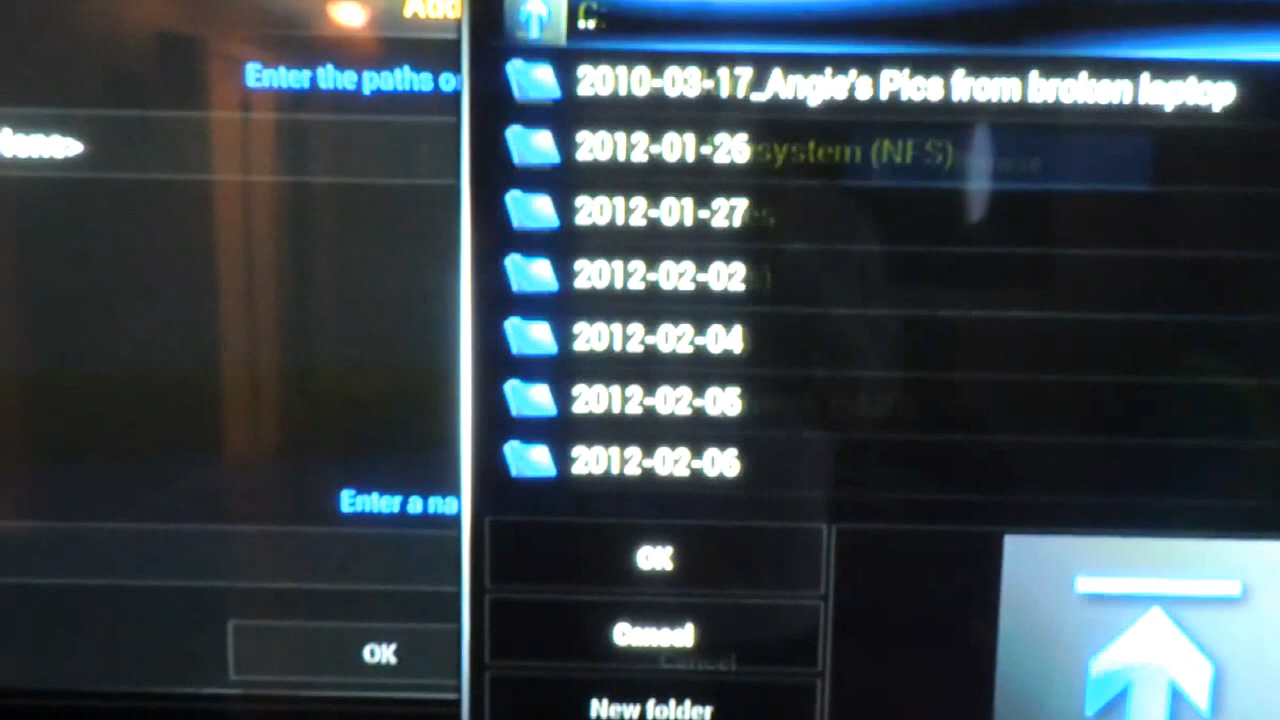 Add
Enter the paths o
None>
..
2010-03-17_Angie's Pics from broken laptop
2012-01-26
system (NFS)
2012-01-27
2012-02-02
2012-02-04
2012-02-05
2012-02-06
Enter a na
OK
Cancel
Cancel
New folder
OK